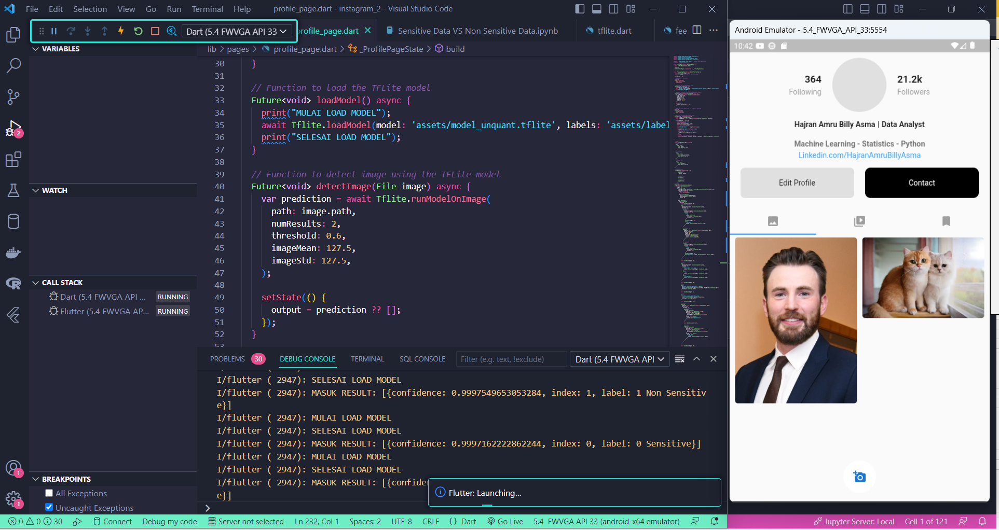 File Edit Selection View Go Run Terminal Help
profile_page.dart - instagram_2 - Visual Studio Code
Dart (5.4 FWVGA API 33
profile_page.dart
Sensitive Data VS Non Sensitive Data.ipynb
tflite.dart
fee
lib > pages > profile_page.dart > _ProfilePageState > build
VARIABLES
WATCH
CALL STACK
Dart (5.4 FWVGA API ... RUNNING
Flutter (5.4 FWVGA AP... RUNNING
BREAKPOINTS
All Exceptions
Uncaught Exceptions
2
1
1
30 }
31
32 // Function to load the TFLite model
33 Future<void> loadModel() async {
34 print("MULAI LOAD MODEL");
35 await Tflite.loadModel(model: 'assets/model_unquant.tflite', labels: 'assets/label
36 print("SELESAI LOAD MODEL");
37 }
38
39 // Function to detect image using the TFLite model
40 Future<void> detectImage(File image) async {
41 var prediction = await Tflite.runModelOnImage(
42 path: image.path,
43 numResults: 2,
44 threshold: 0.6,
45 imageMean: 127.5,
46 imageStd: 127.5,
47 );
48
49 setState(() {
50 output = prediction ?? [];
51 });
52 }
53
PROBLEMS 30 DEBUG CONSOLE TERMINAL SQL CONSOLE Filter (e.g. text, !exclude) Dart (5.4 FWVGA API
I/flutter ( 2947): SELESAI LOAD MODEL
I/flutter ( 2947): MASUK RESULT: [{confidence: 0.9997549653053284, index: 1, label: 1 Non Sensitiv
e}]
I/flutter ( 2947): MULAI LOAD MODEL
I/flutter ( 2947): SELESAI LOAD MODEL
I/flutter ( 2947): MASUK RESULT: [{confidence: 0.9997162222862244, index: 0, label: 0 Sensitive}]
I/flutter ( 2947): MULAI LOAD MODEL
I/flutter ( 2947): SELESAI LOAD MODEL
I/flutter ( 2947): MASUK RESULT: [{confide
e}]
Flutter: Launching...
>
0 0 30 Connect Debug my code Server not selected Ln 232, Col 1 Spaces: 2 UTF-8 CRLF {} Dart Go Live 5.4 FWVGA API 33 (android-x64 emulator)
Jupyter Server: Local Cell 1 of 121
Android Emulator - 5.4_FWVGA_API_33:5554
10:42
364
Following
21.2k
Followers
Hajran Amru Billy Asma | Data Analyst
Machine Learning - Statistics - Python
Linkedin.com/HajranAmruBillyAsma
Edit Profile
Contact